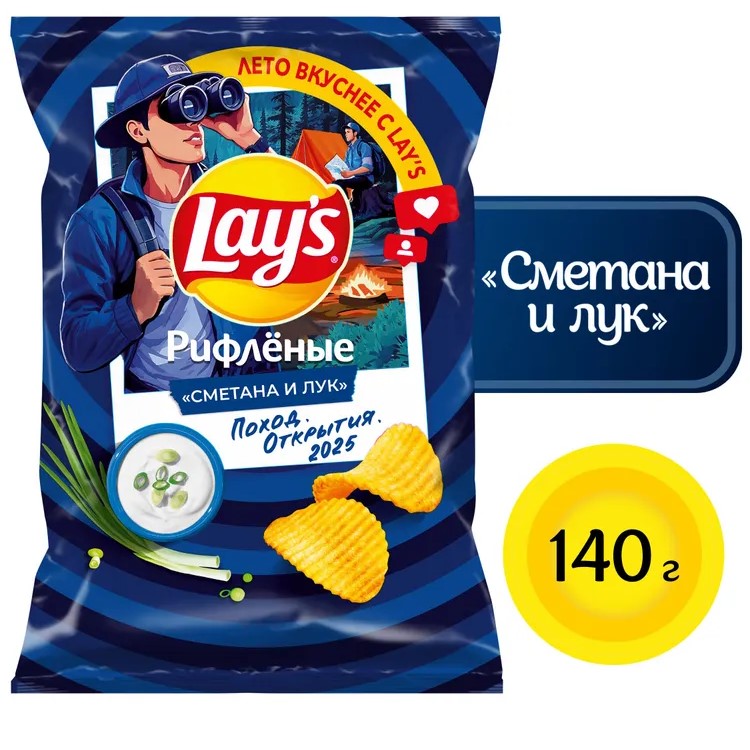 ЛЕТО ВКУСНЕЕ С LAY'S
Lay's
Рифлёные
«СМЕТАНА И ЛУК»
Поход.
Открытия.
2025
«Сметана
и лук»
140 г